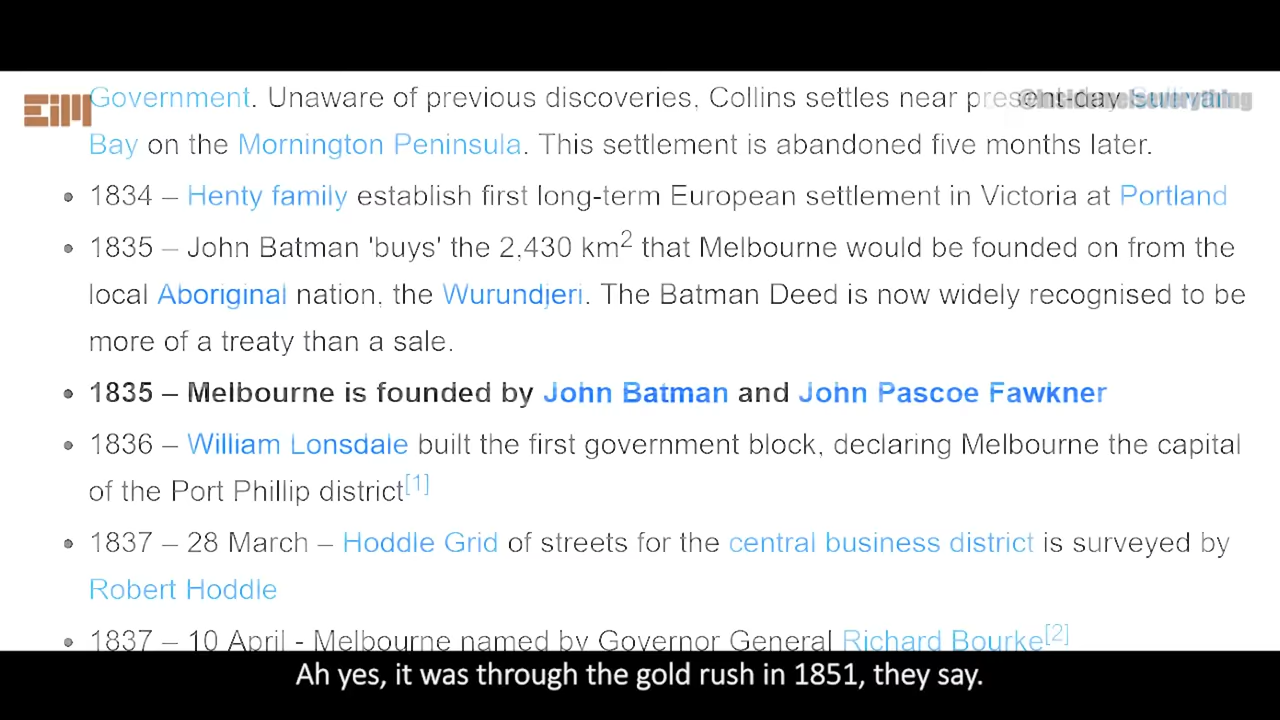 Government. Unaware of previous discoveries, Collins settles near present-day
Bay on the Mornington Peninsula. This settlement is abandoned five months later.
• 1834 – Henty family establish first long-term European settlement in Victoria at Portland
• 1835 – John Batman 'buys' the 2,430 km² that Melbourne would be founded on from the
local Aboriginal nation, the Wurundjeri. The Batman Deed is now widely recognised to be
more of a treaty than a sale.
• 1835 – Melbourne is founded by John Batman and John Pascoe Fawkner
• 1836 – William Lonsdale built the first government block, declaring Melbourne the capital
of the Port Phillip district[1]
• 1837 – 28 March – Hoddle Grid of streets for the central business district is surveyed by
Robert Hoddle
• 1837 – 10 April - Melbourne named by Governor General Richard Bourke[2]
Ah yes, it was through the gold rush in 1851, they say.